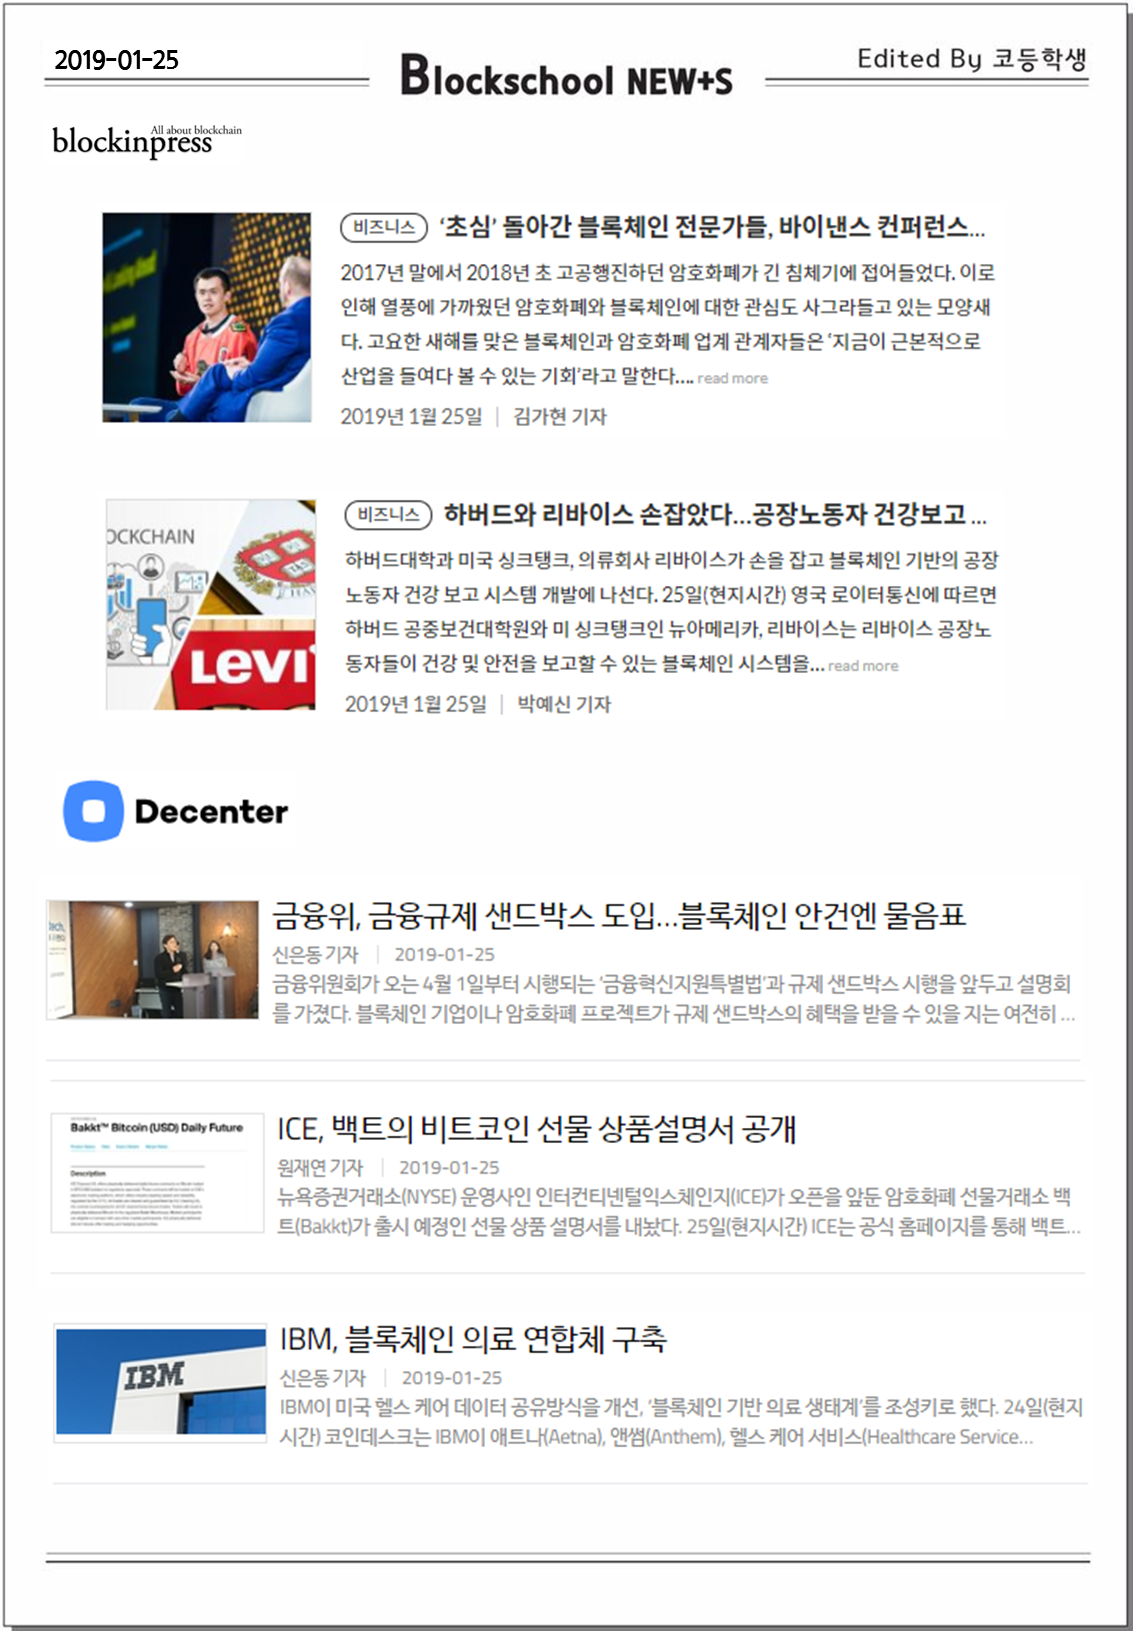 2019-01-25
Blockschool NEW+S
Edited By 코등학생
All about blockchain
blockinpress
비즈니스 '초심' 돌아간 블록체인 전문가들, 바이낸스 컨퍼런스...
2017년 말에서 2018년 초 고공행진하던 암호화폐가 긴 침체기에 접어들었다. 이로
인해 열풍에 가까웠던 암호화폐와 블록체인에 대한 관심도 사그라들고 있는 모양새
다. 고요한 새해를 맞은 블록체인과 암호화폐 업계 관계자들은 '지금이 근본적으로
산업을 들여다 볼 수 있는 기회'라고 말한다.... read more
2019년 1월 25일 | 김가현 기자
OCKCHAIN
LEVI'
비즈니스 하버드와 리바이스 손잡았다...공장노동자 건강보고 ...
하버드대학과 미국 싱크탱크, 의류회사 리바이스가 손을 잡고 블록체인 기반의 공장
노동자 건강 보고 시스템 개발에 나선다. 25일(현지시간) 영국 로이터통신에 따르면
하버드 공중보건대학원와 미 싱크탱크인 뉴아메리카, 리바이스는 리바이스 공장노
동자들이 건강 및 안전을 보고할 수 있는 블록체인 시스템을... read more
2019년 1월 25일 | 박예신 기자
Decenter
금융위, 금융규제 샌드박스 도입...블록체인 안건엔 물음표
신은동 기자 | 2019-01-25
금융위원회가 오는 4월 1일부터 시행되는 '금융혁신지원특별법'과 규제 샌드박스 시행을 앞두고 설명회
를 가졌다. 블록체인 기업이나 암호화폐 프로젝트가 규제 샌드박스의 혜택을 받을 수 있을 지는 여전히 ...
Bakkt™ Bitcoin (USD) Daily Future
Description
ICE, 백트의 비트코인 선물 상품설명서 공개
원재연 기자 | 2019-01-25
뉴욕증권거래소(NYSE) 운영사인 인터컨티넨털익스체인지(ICE)가 오픈을 앞둔 암호화폐 선물거래소 백
트(Bakkt)가 출시 예정인 선물 상품 설명서를 내놨다. 25일(현지시간) ICE는 공식 홈페이지를 통해 백트...
IBM
IBM, 블록체인 의료 연합체 구축
신은동 기자 | 2019-01-25
IBM이 미국 헬스 케어 데이터 공유방식을 개선, '블록체인 기반 의료 생태계'를 조성키로 했다. 24일(현지
시간) 코인데스크는 IBM이 애트나(Aetna), 앤썸(Anthem), 헬스 케어 서비스(Healthcare Service...